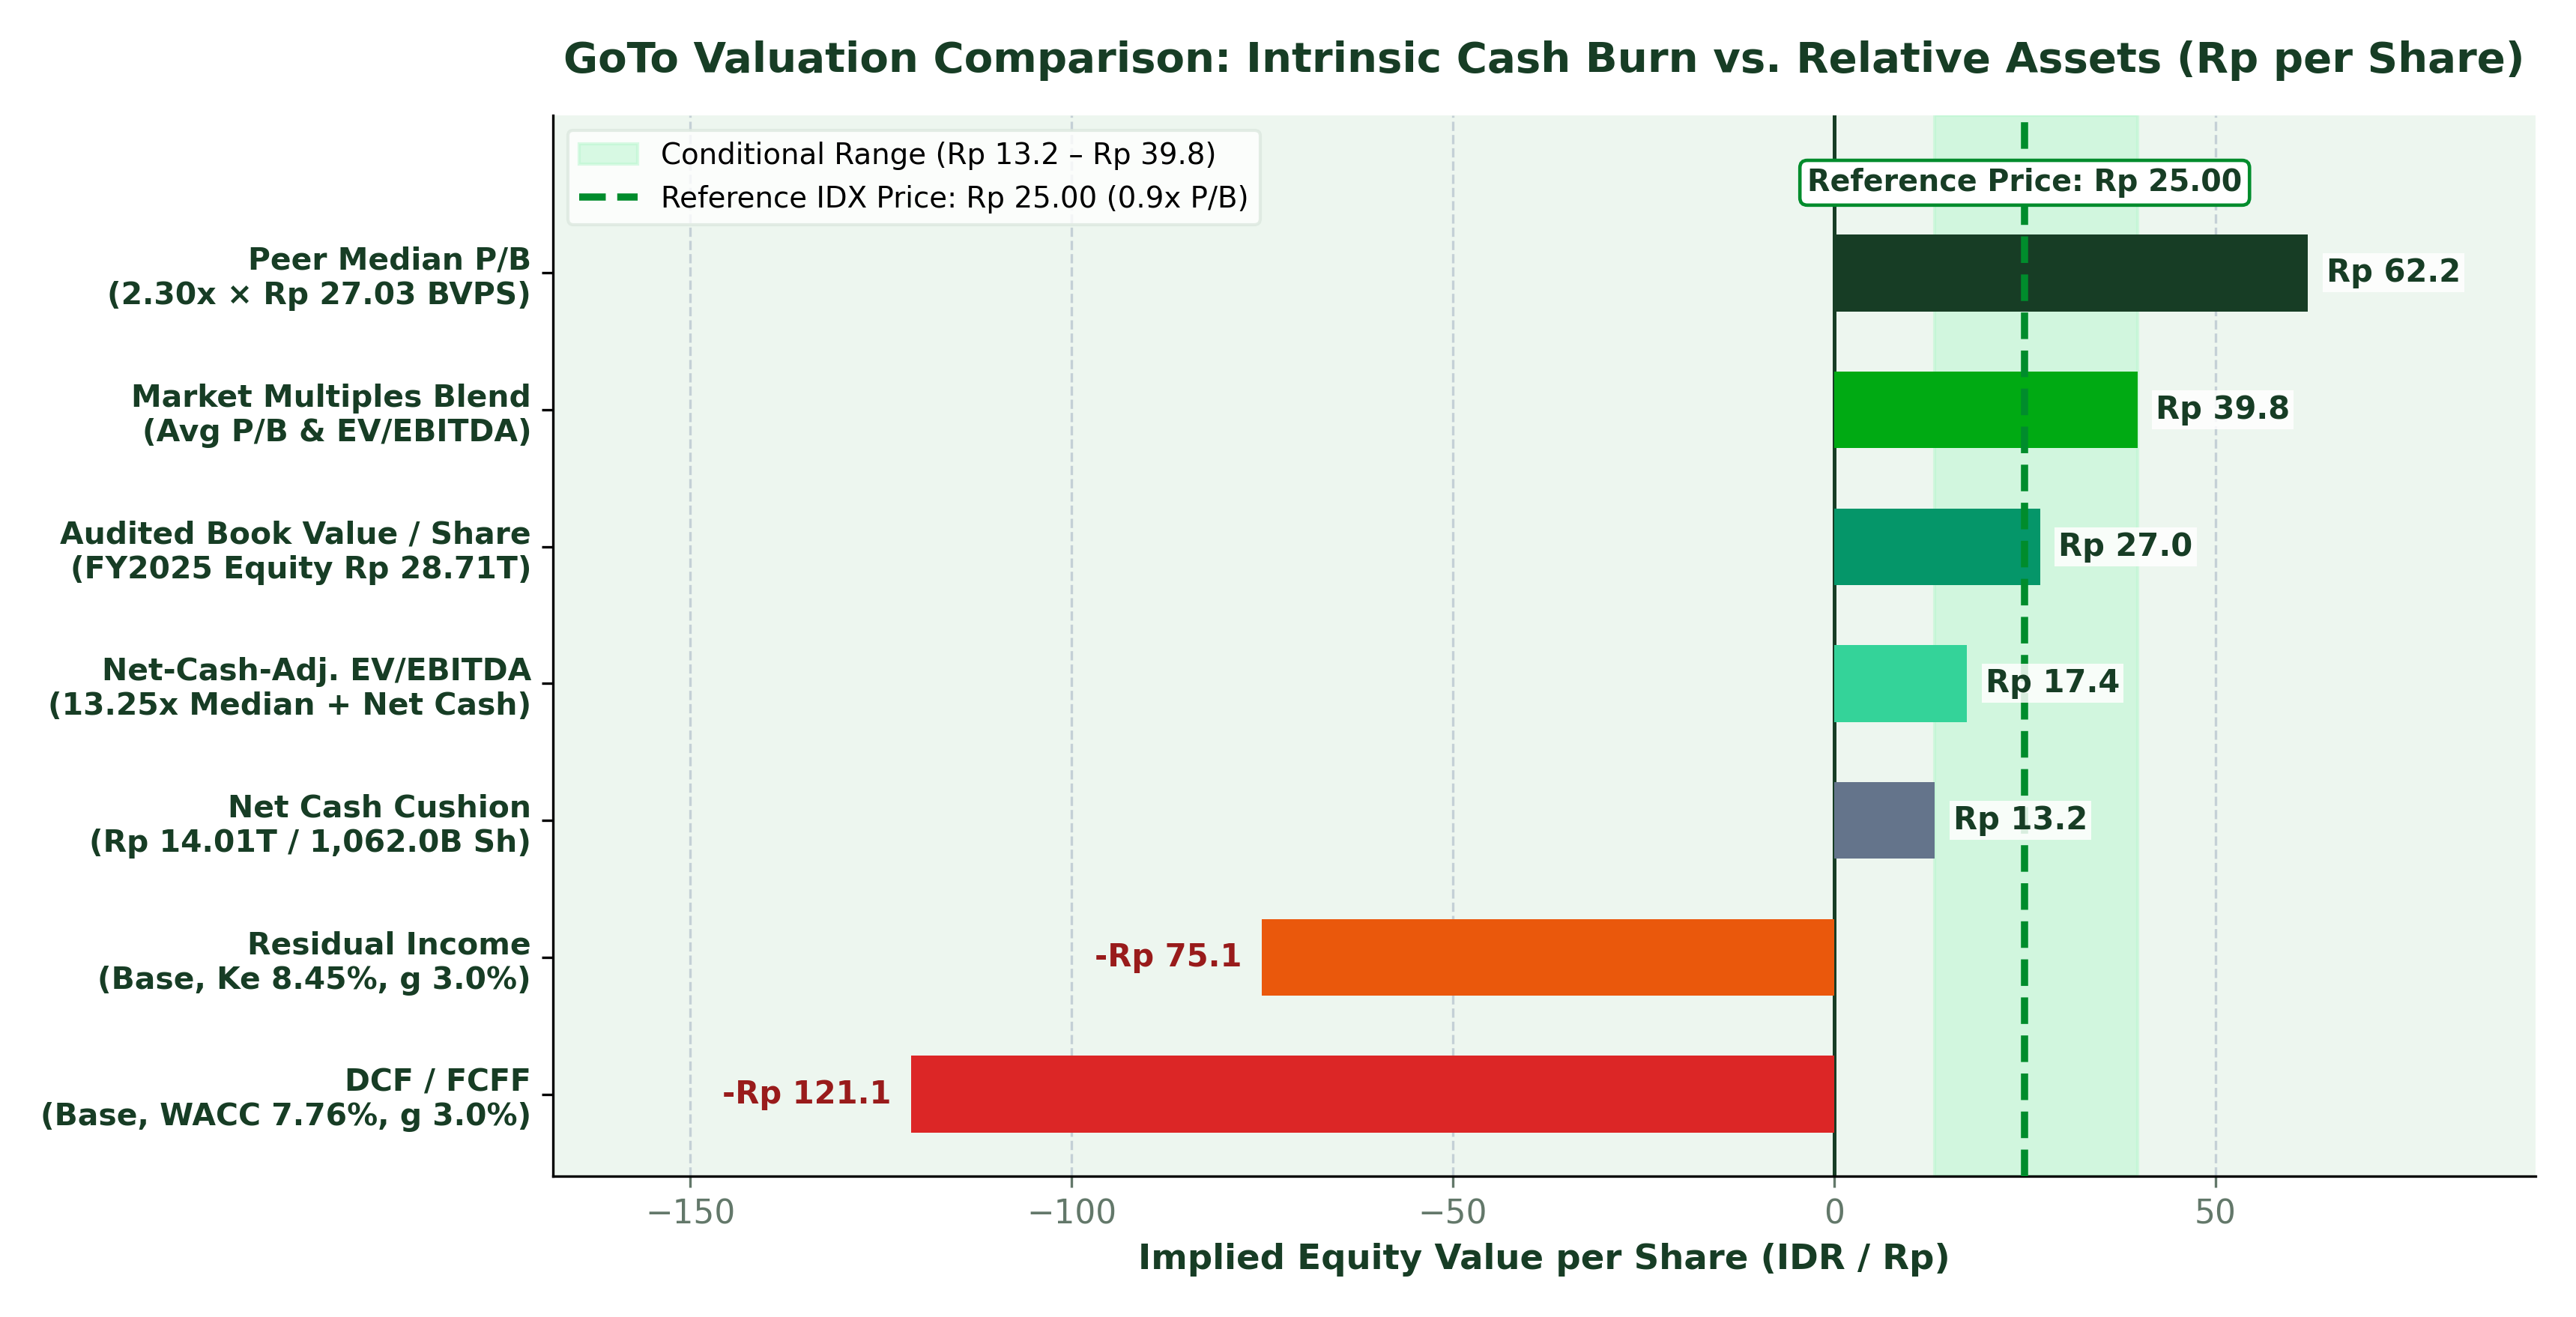 GoTo Valuation Comparison: Intrinsic Cash Burn vs. Relative Assets (Rp per Share)
Conditional Range (Rp 13.2 – Rp 39.8)
Reference IDX Price: Rp 25.00 (0.9x P/B)
Reference Price: Rp 25.00
Peer Median P/B
(2.30x × Rp 27.03 BVPS)
Rp 62.2
Market Multiples Blend
(Avg P/B & EV/EBITDA)
Rp 39.8
Audited Book Value / Share
(FY2025 Equity Rp 28.71T)
Rp 27.0
Net-Cash-Adj. EV/EBITDA
(13.25x Median + Net Cash)
Rp 17.4
Net Cash Cushion
(Rp 14.01T / 1,062.0B Sh)
Rp 13.2
Residual Income
(Base, Ke 8.45%, g 3.0%)
-Rp 75.1
DCF / FCFF
(Base, WACC 7.76%, g 3.0%)
-Rp 121.1
−150 −100 −50 0 50
Implied Equity Value per Share (IDR / Rp)